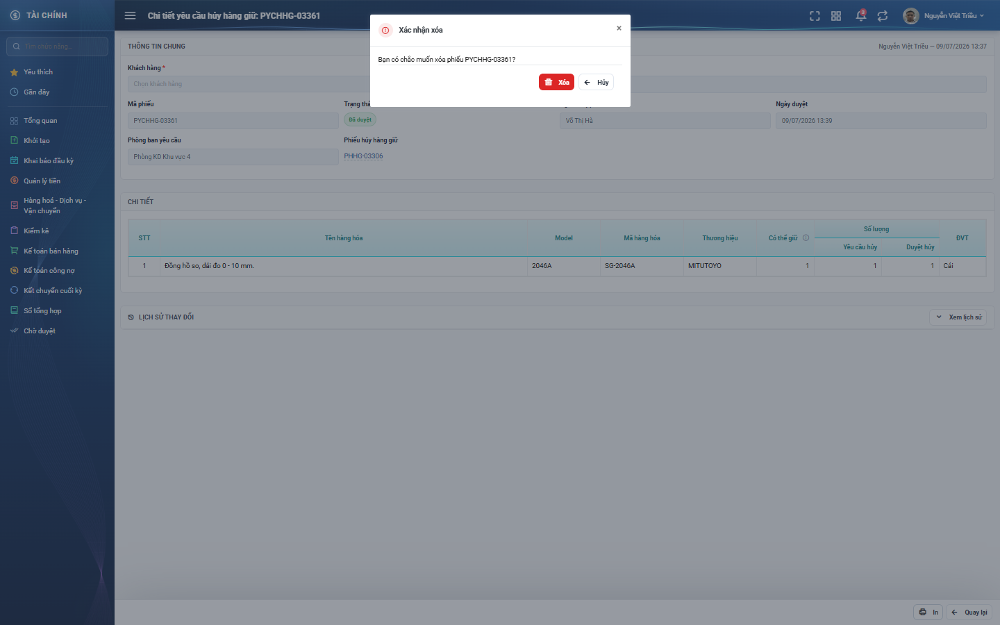 TÀI CHÍNH
Chi tiết yêu cầu hủy hàng giữ: PYCHHG-03361
3
Nguyễn Việt Triều
Tìm chức năng...
Yêu thích
Gần đây
Tổng quan
Khởi tạo
Khai báo đầu kỳ
Quản lý tiền
Hàng hoá - Dịch vụ -
Vận chuyển
Kiểm kê
Kế toán bán hàng
Kế toán công nợ
Kết chuyển cuối kỳ
Sổ tổng hợp
Chờ duyệt
Xác nhận xóa
×
Bạn có chắc muốn xóa phiếu PYCHHG-03361?
Xóa
Hủy
THÔNG TIN CHUNG
Nguyễn Việt Triều — 09/07/2026 13:37
Khách hàng *
Chọn khách hàng
Mã phiếu
Ngày duyệt
PYCHHG-03361
Đã duyệt
Võ Thị Hà
09/07/2026 13:39
Phòng ban yêu cầu
Phiếu hủy hàng giữ
Phòng KD Khu vực 4
PHHG-03306
CHI TIẾT
STT
Tên hàng hóa
Model
Mã hàng hóa
Thương hiệu
Có thể giữ
Số lượng
Yêu cầu hủy
Duyệt hủy
ĐVT
1
Đồng hồ so, dải đo 0 - 10 mm.
2046A
SG-2046A
MITUTOYO
1
1
1
Cái
LỊCH SỬ THAY ĐỔI
Xem lịch sử
In
Quay lại